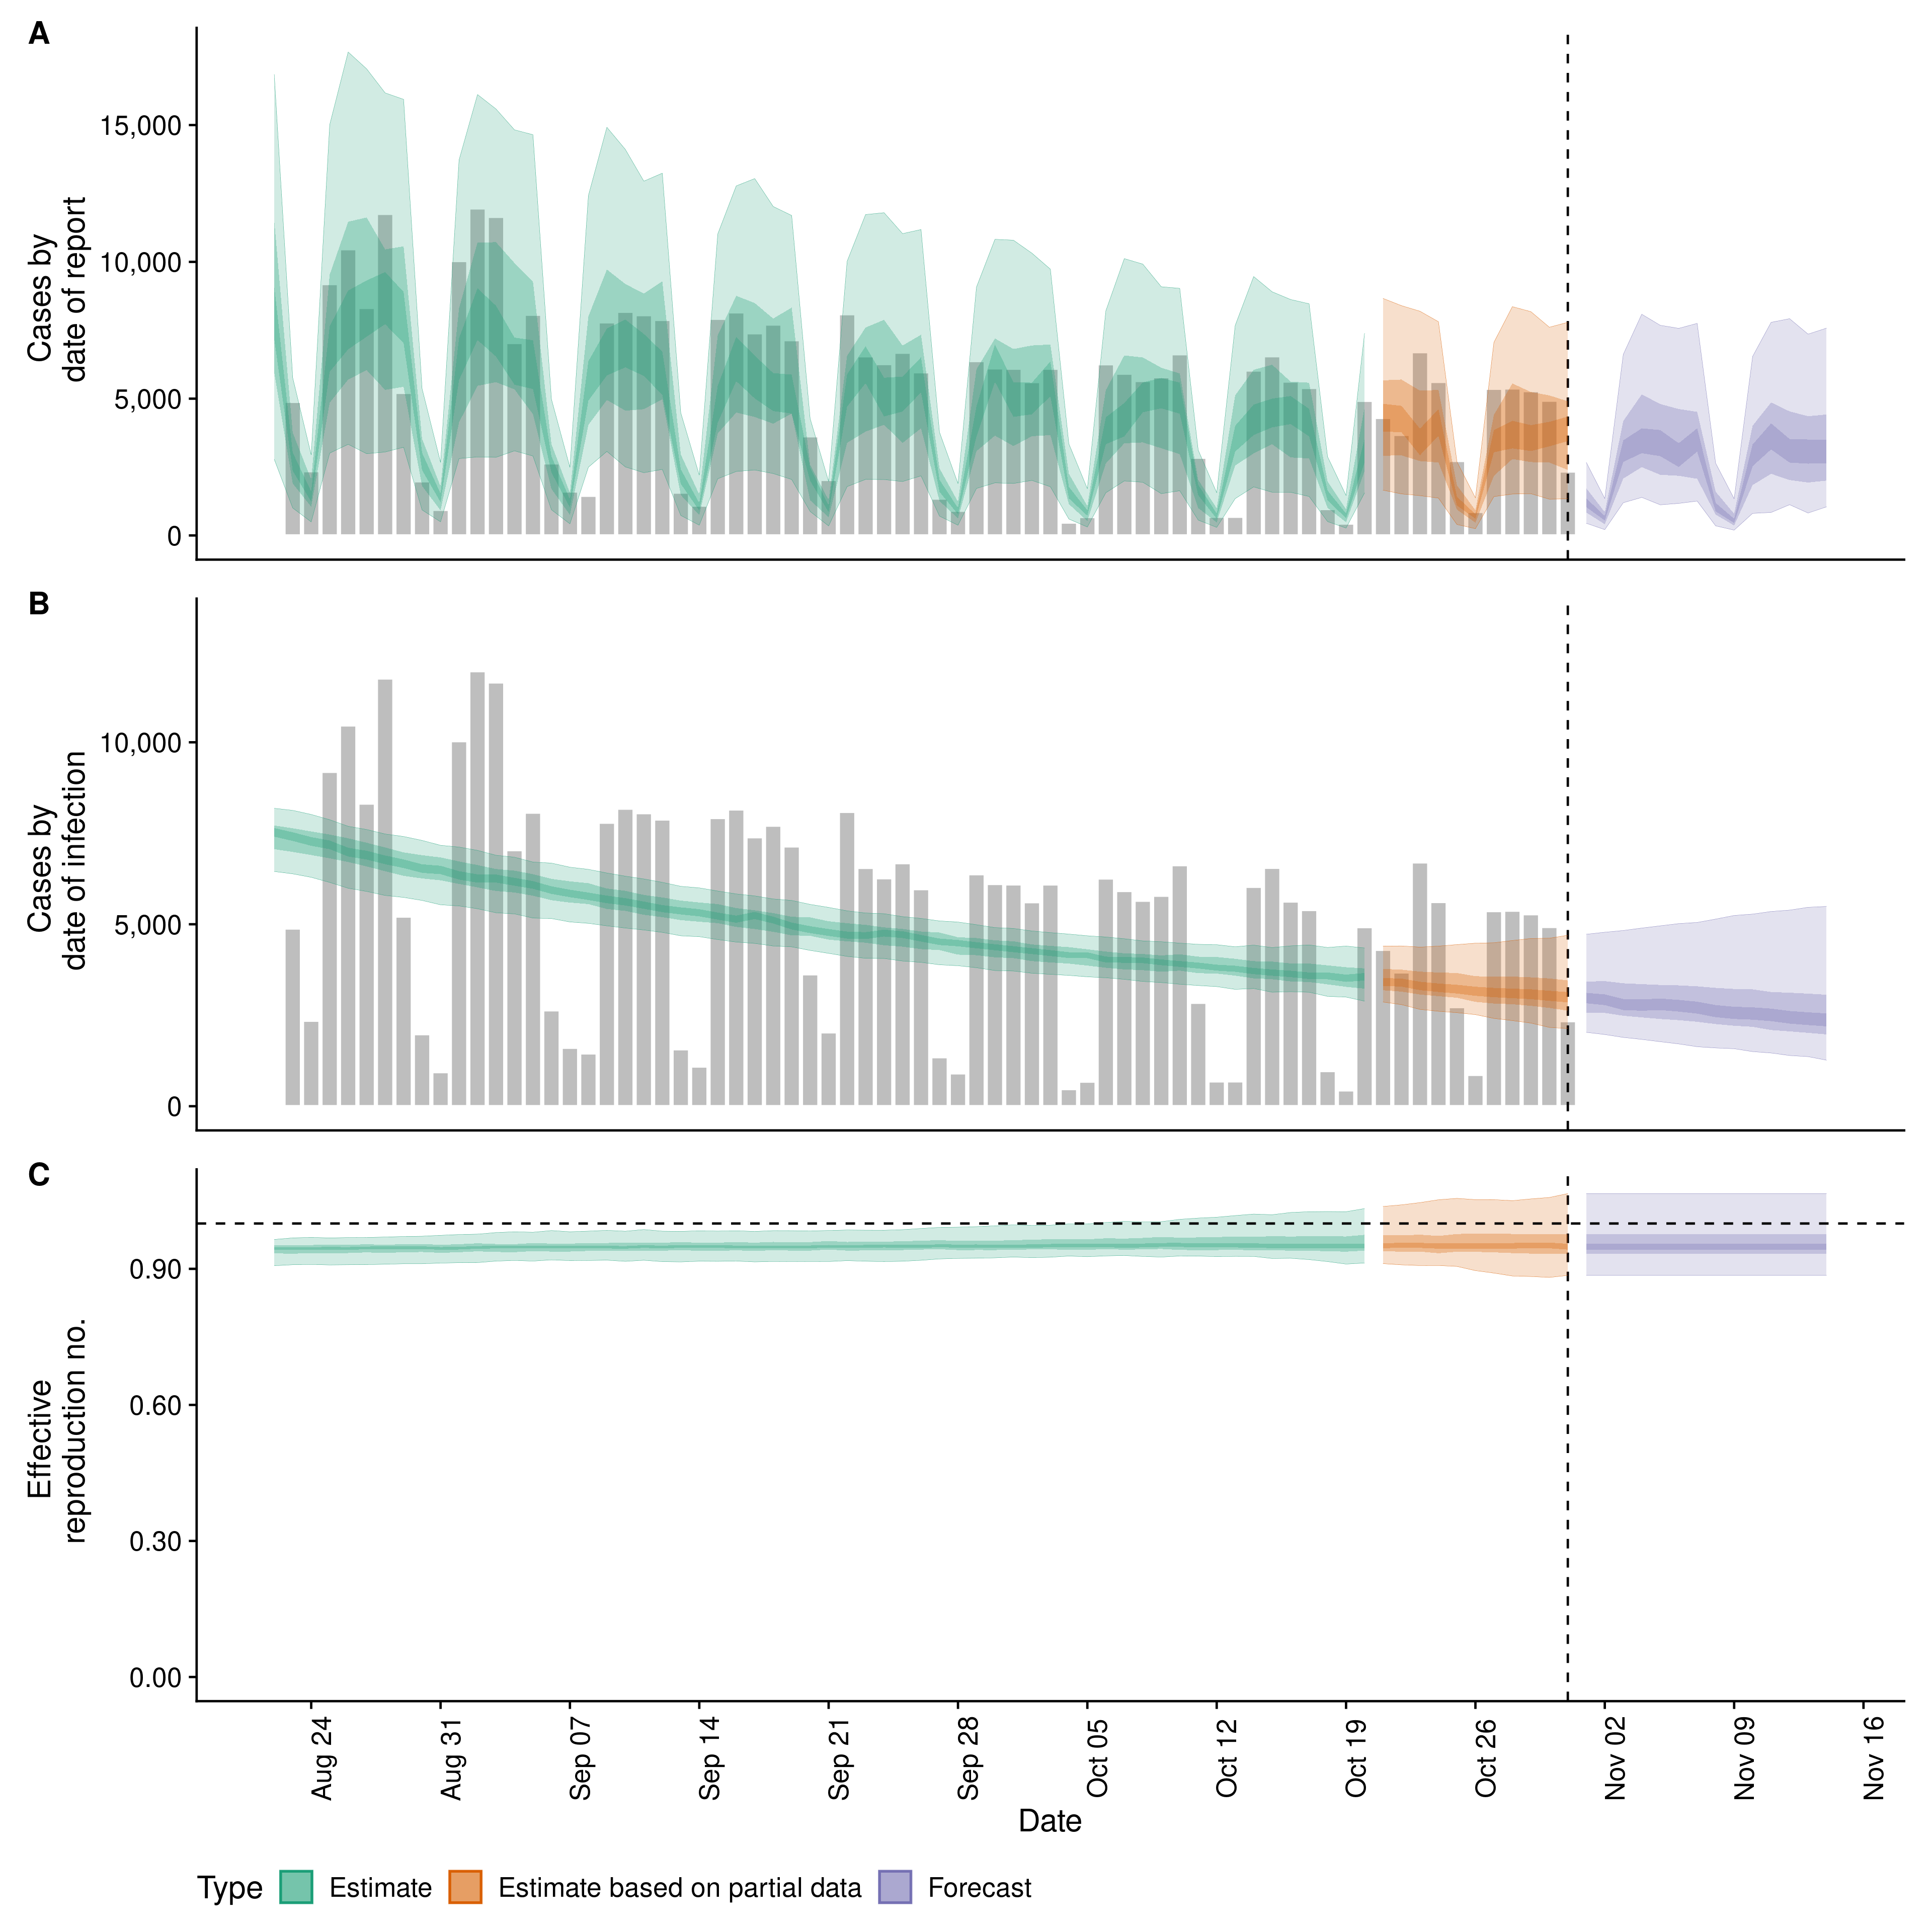 A
Cases by
date of report
15,000
10,000
5,000
0
B
Cases by
date of infection
10,000
5,000
0
C
Effective
reproduction no.
0.90
0.60
0.30
0.00
Aug 24
Aug 31
Sep 07
Sep 14
Sep 21
Sep 28
Oct 05
Oct 12
Oct 19
Oct 26
Nov 02
Nov 09
Nov 16
Date
Type Estimate Estimate based on partial data Forecast